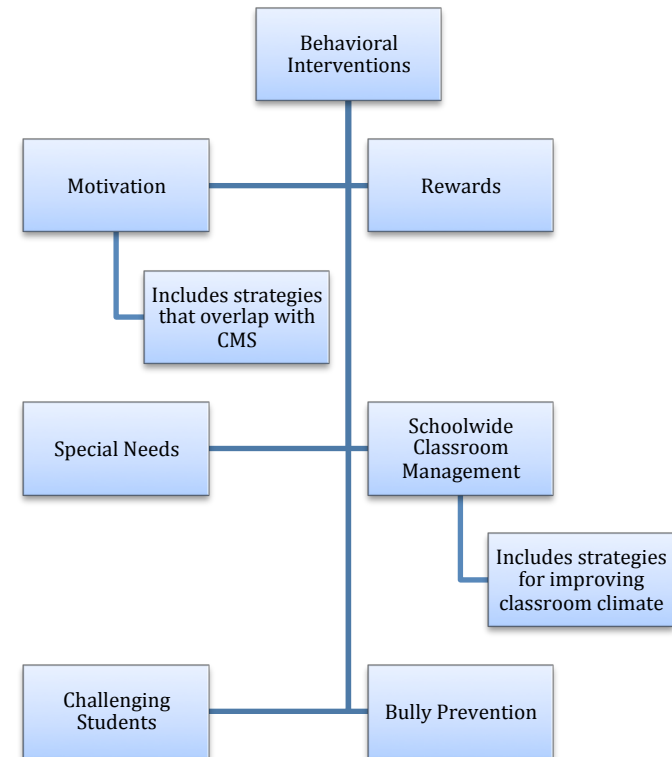 Behavioral
Interventions
Motivation
Rewards
Includes strategies
that overlap with
CMS
Special Needs
Schoolwide
Classroom
Management
Includes strategies
for improving
classroom climate
Challenging
Students
Bully Prevention